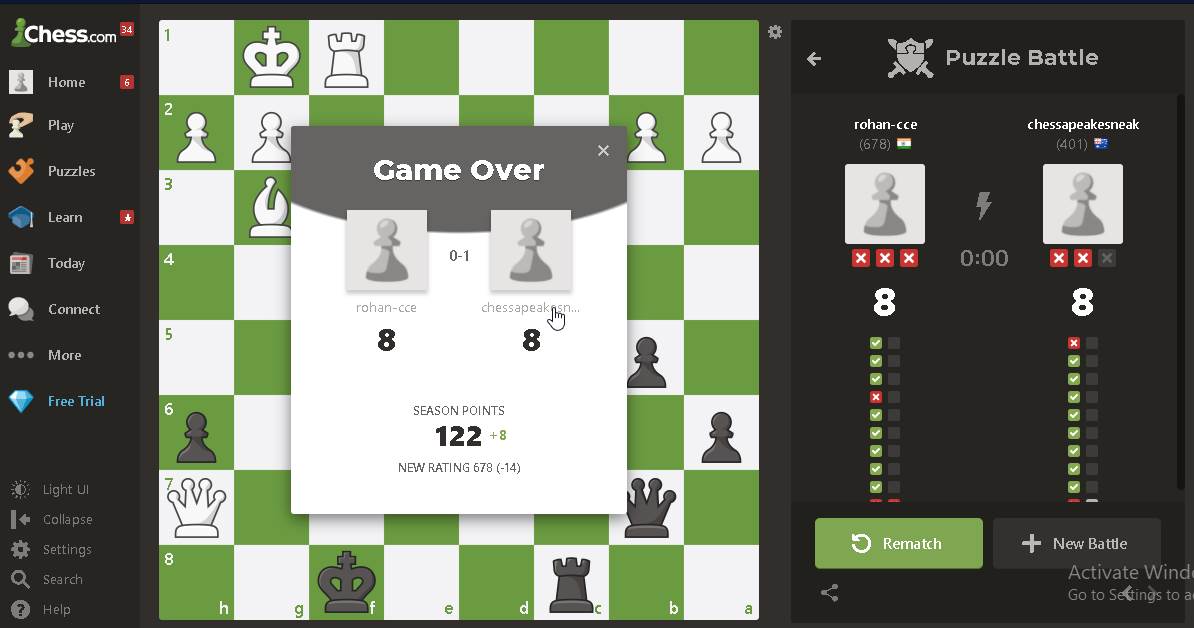 Chess.com 34
Home 6
Play
Puzzles
Learn
Today
Connect
More
Free Trial
Light UI
Collapse
Settings
Search
Help
1
2
3
4
5
6
7
8
h g f e d c b a
Game Over
0-1
rohan-cce chessapeakesn...
8 8
SEASON POINTS
122 +8
NEW RATING 678 (-14)
Puzzle Battle
rohan-cce chessapeakesneak
(678) (401)
0:00
8 8
Rematch New Battle
Activate Windo
Go to Settings to a